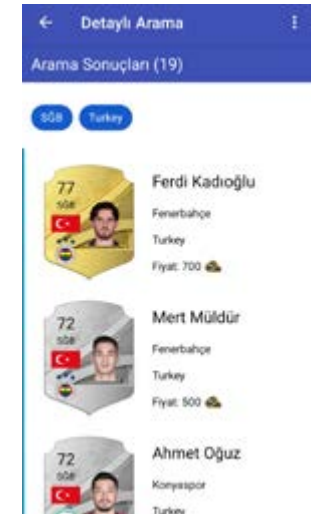 Detaylı Arama
Arama Sonuçları (19)
SĞB Turkey
77
SĞB
Ferdi Kadıoğlu
Fenerbahçe
Turkey
Fiyat: 700
72
SĞB
Mert Müldür
Fenerbahçe
Turkey
Fiyat: 500
72
SĞB
Ahmet Oğuz
Konyaspor
Turkey